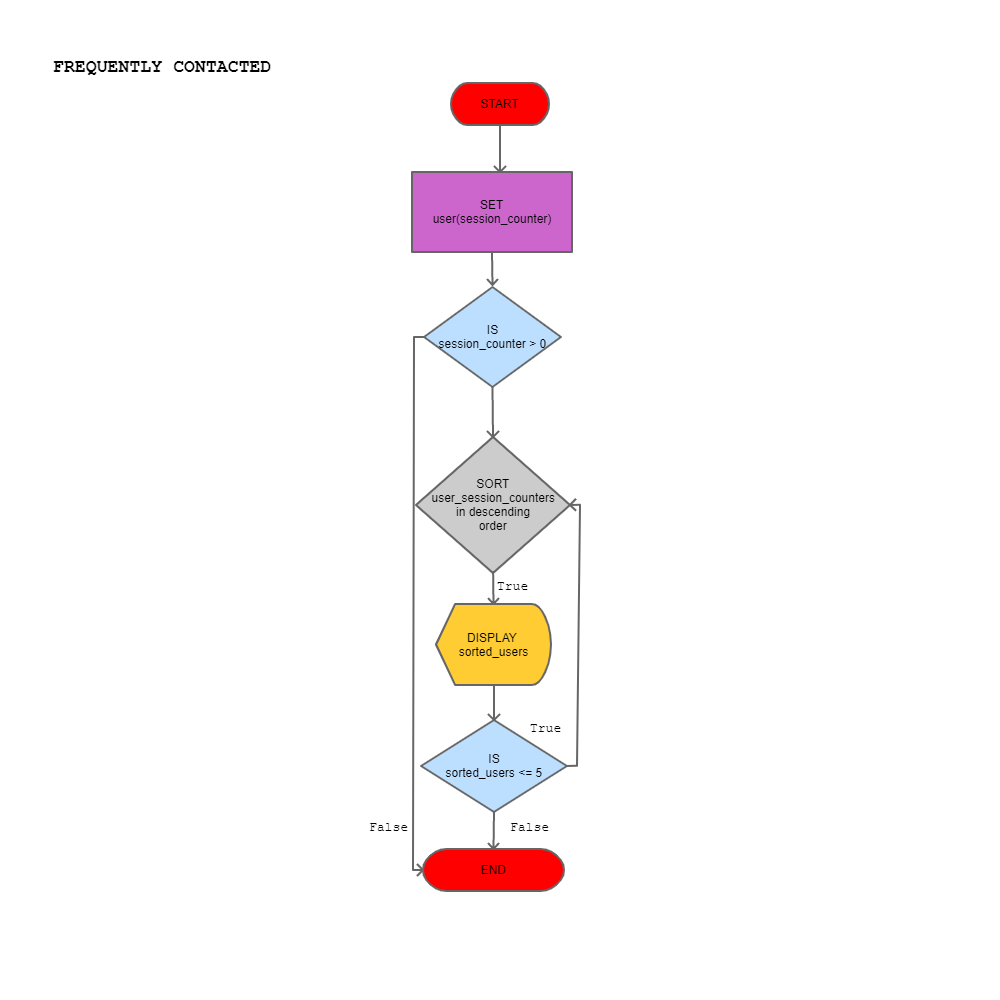 FREQUENTLY CONTACTED
START
SET
user(session_counter)
IS
session_counter > 0
SORT
user_session_counters
in descending
order
True
DISPLAY
sorted_users
True
IS
sorted_users <= 5
False
False
END